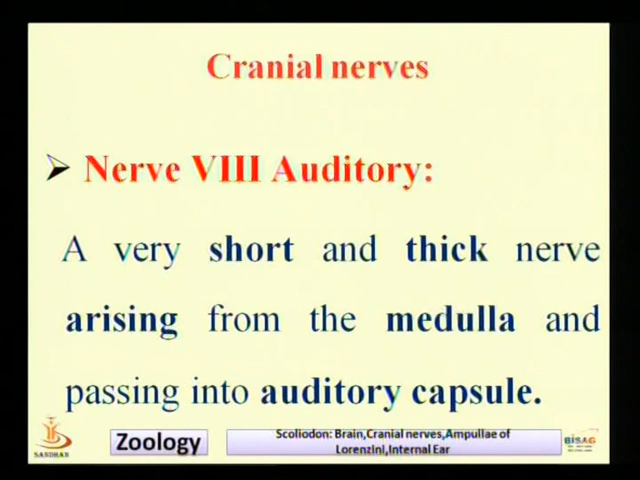 Cranial nerves
➢ Nerve VIII Auditory:
A very short and thick nerve
arising from the medulla and
passing into auditory capsule.
SANDHAN
Zoology
Scoliodon: Brain,Cranial nerves,Ampullae of
Lorenzini,Internal Ear
BISAG